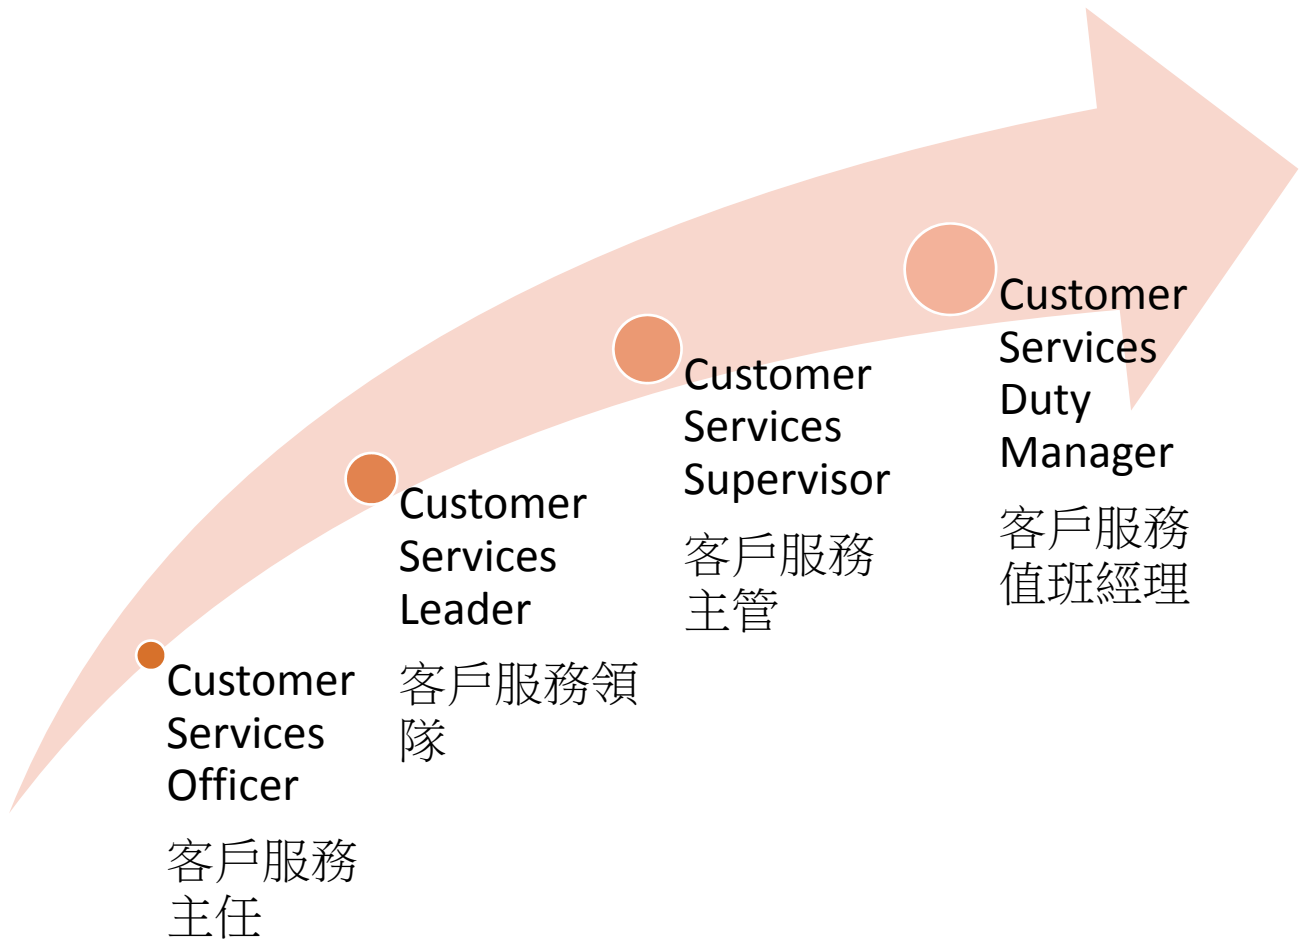 Customer
Services
Officer
客戶服務
主任
Customer
Services
Leader
客戶服務領
隊
Customer
Services
Supervisor
客戶服務
主管
Customer
Services
Duty
Manager
客戶服務
值班經理